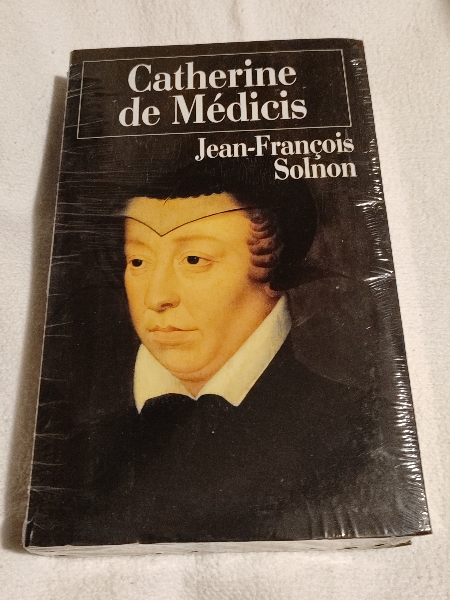 Catherine
de Médicis
Jean-François
Solnon